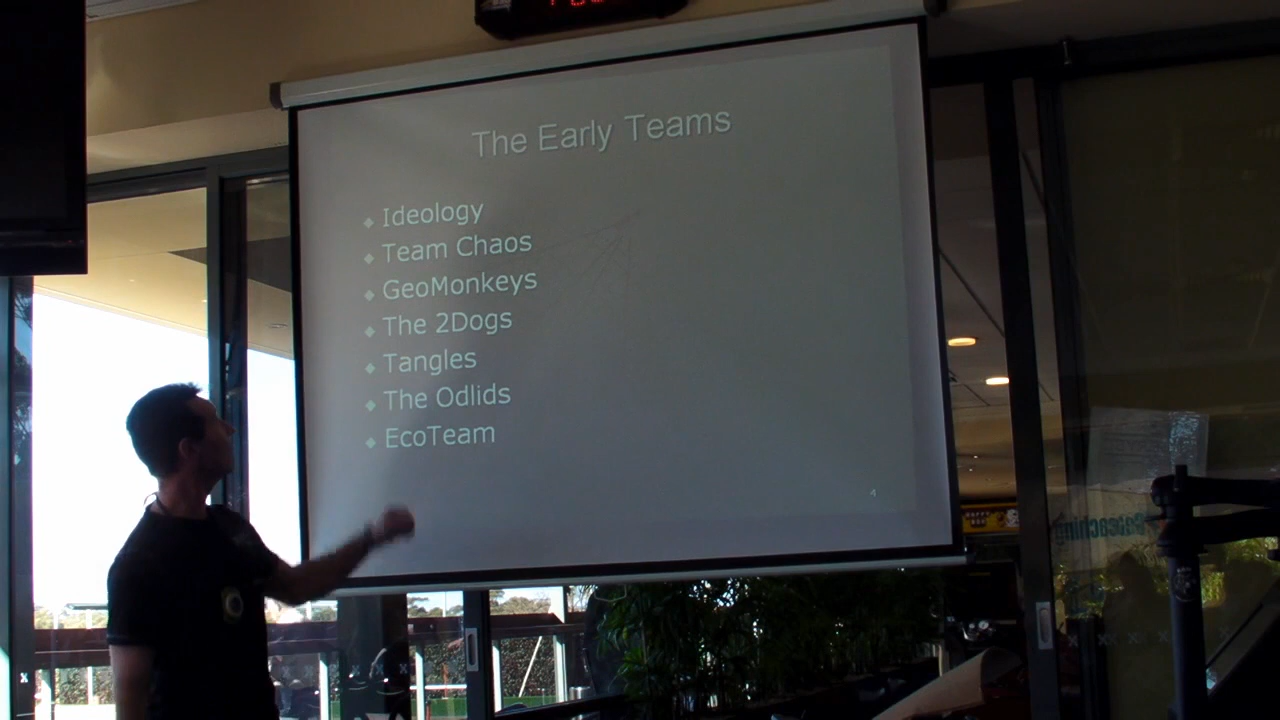 The Early Teams
Ideology
Team Chaos
GeoMonkeys
The 2Dogs
Tangles
The Odlids
EcoTeam
4